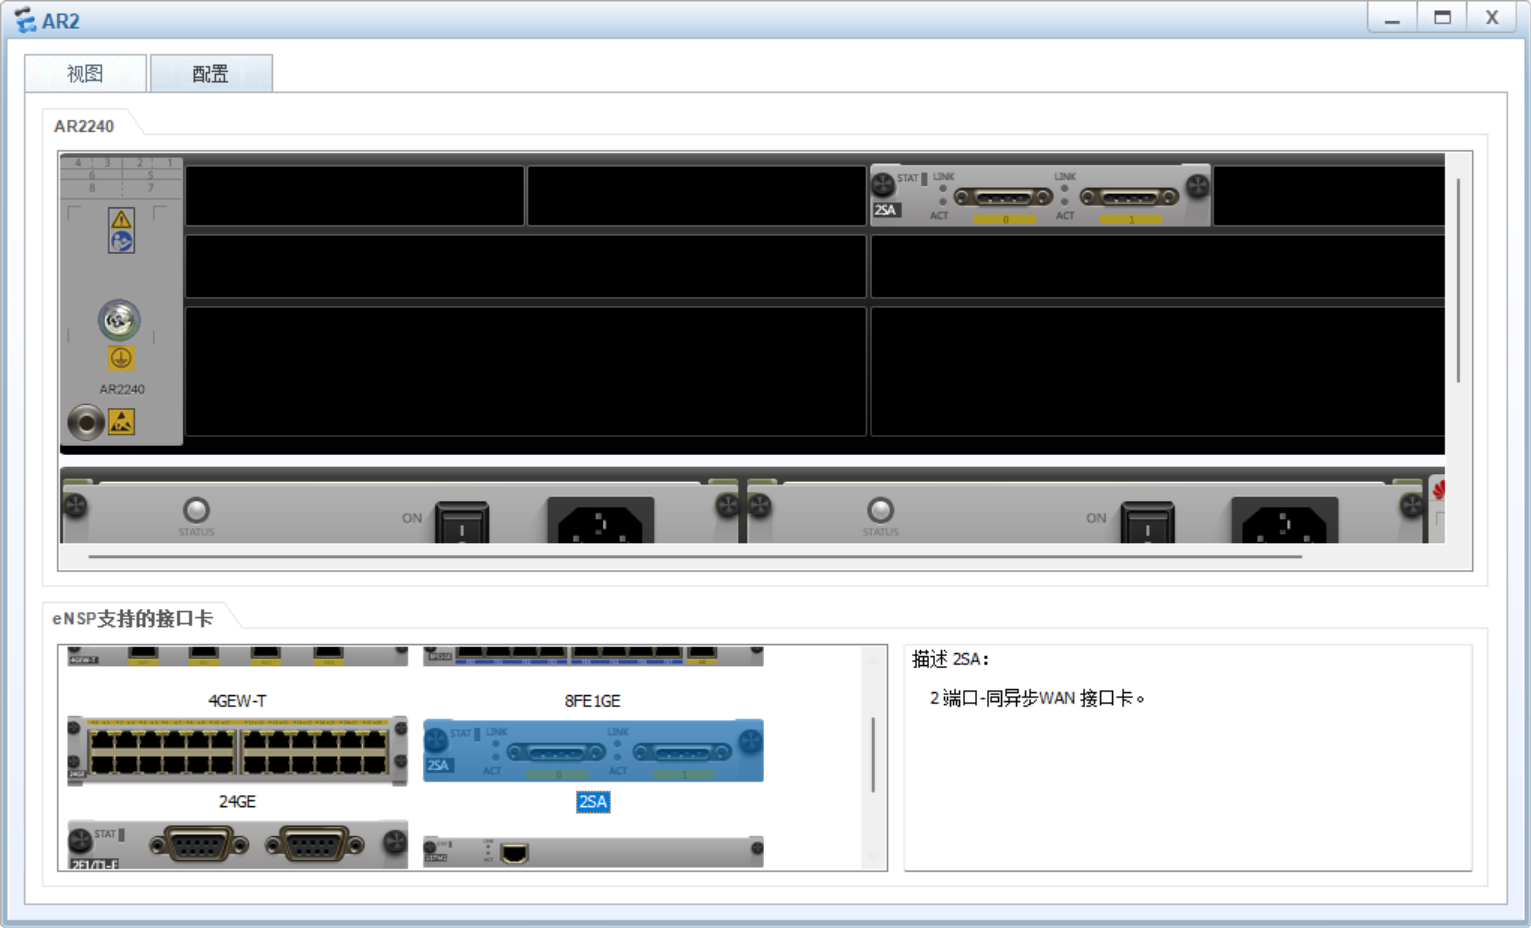 AR2
视图
配置
AR2240
4 3 2 1
6 5
8 7
STAT
LINK
LINK
2SA
ACT
0
ACT
1
AR2240
STATUS
ON
STATUS
ON
eNSP支持的接口卡
4GEW-T
8FE1GE
4GEW-T
8FE1GE
STAT
LINK
LINK
2SA
ACT
0
ACT
1
24GE
24GE
2SA
STAT
2E1/T1-F
描述 2SA：
2 端口-同异步WAN 接口卡。